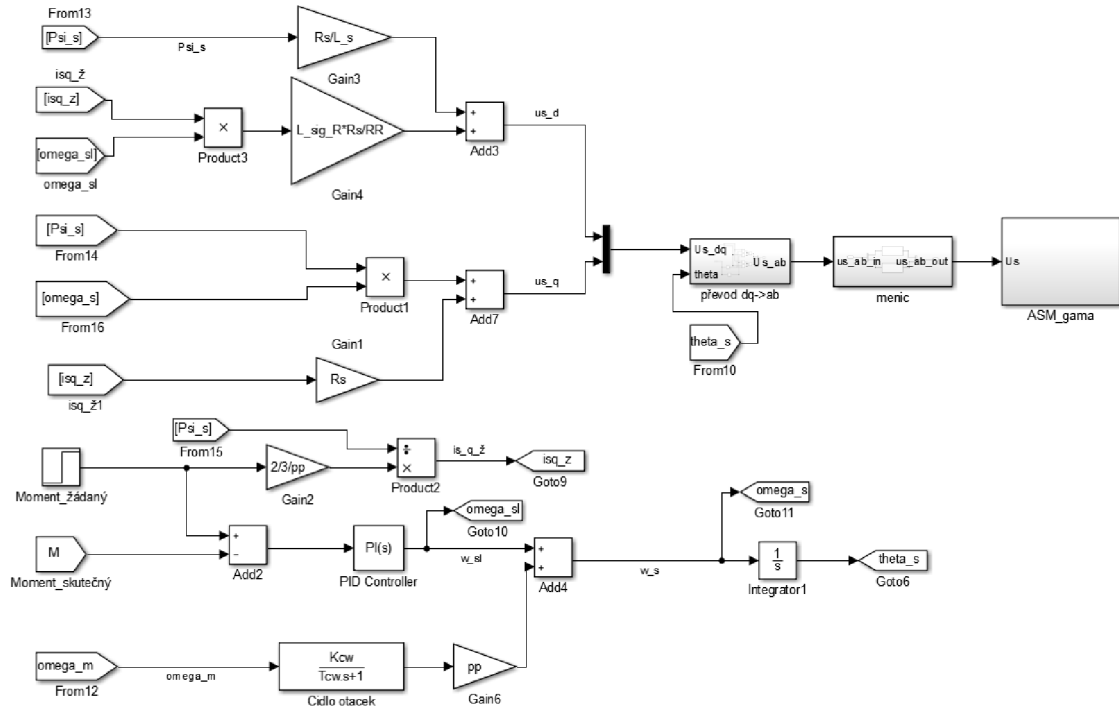 From13
[Psi_s]
Psi_s
Rs/L_s
Gain3
isq_ž
[isq_z]
×
Product3
[omega_sl]
omega_sl
L_sig_R*Rs/RR
Gain4
+
+
Add3
us_d
[Psi_s]
From14
[omega_s]
From16
×
Product1
+
+
Add7
us_q
Gain1
[isq_z]
isq_ž1
Rs
Us_dq
theta
Us_ab
převod dq->ab
theta_s
From10
us_ab_in
us_ab_out
menic
Us
ASM_gama
[Psi_s]
From15
Moment_žádaný
2/3/pp
Gain2
÷
×
Product2
is_q_ž
isq_z
Goto9
M
Moment_skutečný
+
−
Add2
PI(s)
PID Controller
omega_sl
Goto10
w_sl
+
+
Add4
w_s
omega_s
Goto11
1
s
Integrator1
theta_s
Goto6
omega_m
From12
omega_m
Kcw
Tcw.s+1
Cidlo otacek
pp
Gain6